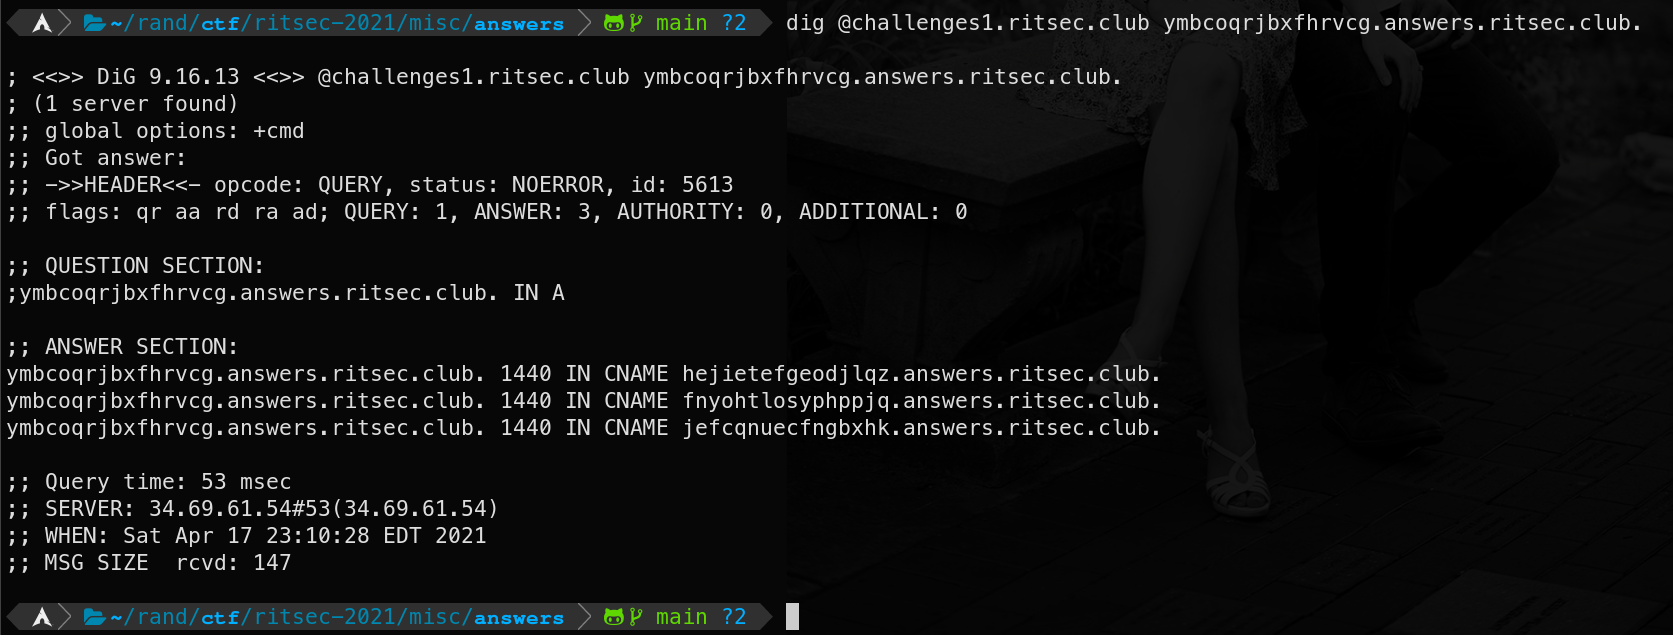 ~/rand/ctf/ritsec-2021/misc/answers main ?2 dig @challenges1.ritsec.club ymbcoqrjbxfhrvcg.answers.ritsec.club.
; <<>> DiG 9.16.13 <<>> @challenges1.ritsec.club ymbcoqrjbxfhrvcg.answers.ritsec.club.
; (1 server found)
;; global options: +cmd
;; Got answer:
;; ->>HEADER<<- opcode: QUERY, status: NOERROR, id: 5613
;; flags: qr aa rd ra ad; QUERY: 1, ANSWER: 3, AUTHORITY: 0, ADDITIONAL: 0
;; QUESTION SECTION:
;ymbcoqrjbxfhrvcg.answers.ritsec.club. IN A
;; ANSWER SECTION:
ymbcoqrjbxfhrvcg.answers.ritsec.club. 1440 IN CNAME hejietefgeodjlqz.answers.ritsec.club.
ymbcoqrjbxfhrvcg.answers.ritsec.club. 1440 IN CNAME fnyohtlosyphppjq.answers.ritsec.club.
ymbcoqrjbxfhrvcg.answers.ritsec.club. 1440 IN CNAME jefcqnuecfngbxhk.answers.ritsec.club.
;; Query time: 53 msec
;; SERVER: 34.69.61.54#53(34.69.61.54)
;; WHEN: Sat Apr 17 23:10:28 EDT 2021
;; MSG SIZE  rcvd: 147
~/rand/ctf/ritsec-2021/misc/answers main ?2